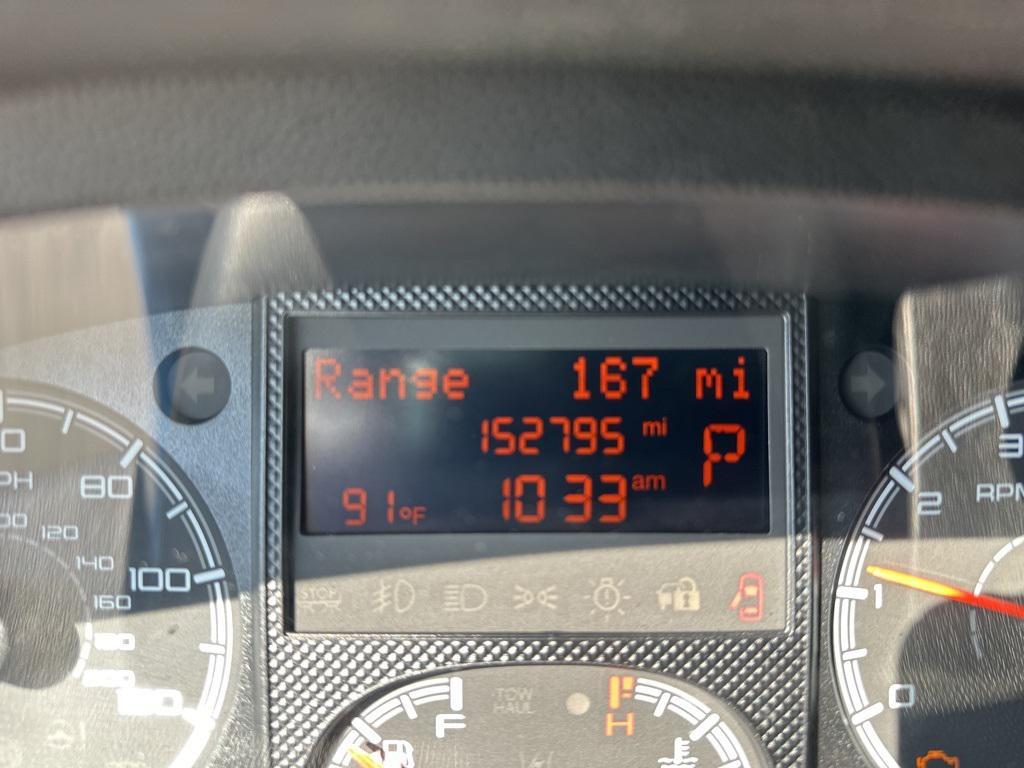 Range 167 mi
152795 mi
P
91°F 10 33 am
MPH
80
100
120
140
160
STOP
RPM
2
1
0
TOW
HAUL
F
H